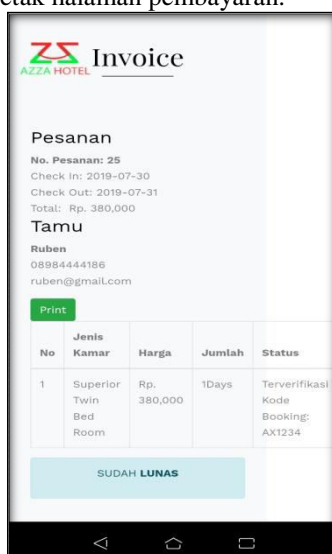 etak halaman pembayaran.
ZS Invoice
AZZA HOTEL
Pesanan
No. Pesanan: 25
Check In: 2019-07-30
Check Out: 2019-07-31
Total: Rp. 380,000
Tamu
Ruben
08984444186
ruben@gmail.com
Print
No Jenis Kamar Harga Jumlah Status
1 Superior Twin Bed Room Rp. 380,000 1Days Terverifikasi Kode Booking: AX1234
SUDAH LUNAS